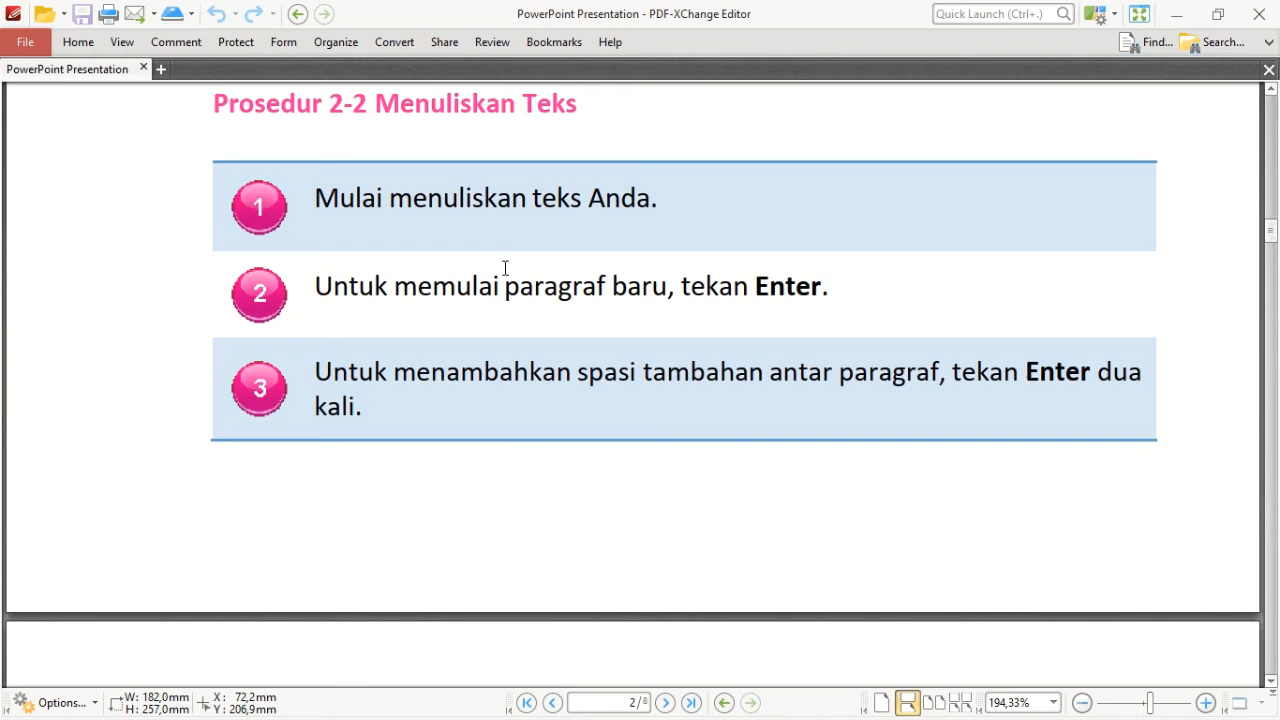 PowerPoint Presentation - PDF-XChange Editor
Quick Launch (Ctrl+.)
File Home View Comment Protect Form Organize Convert Share Review Bookmarks Help Find... Search...
PowerPoint Presentation
Prosedur 2-2 Menuliskan Teks
1 Mulai menuliskan teks Anda.
2 Untuk memulai paragraf baru, tekan Enter.
3 Untuk menambahkan spasi tambahan antar paragraf, tekan Enter dua
kali.
Options... W: 182,0mm X: 72,2mm 2/8 194,33%
H: 257,0mm Y: 206,9mm